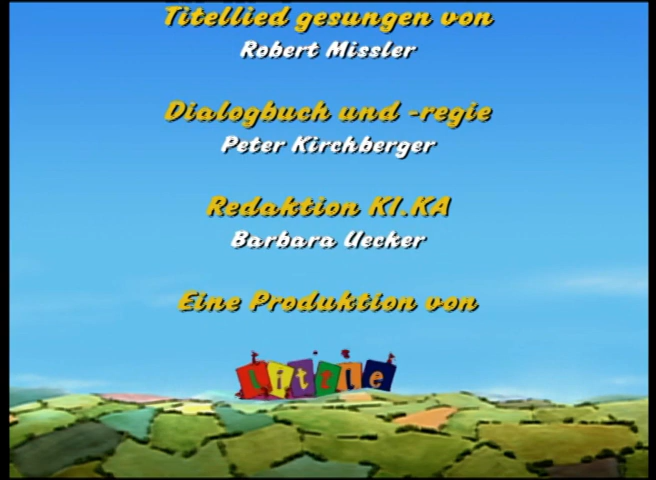 Titellied gesungen von
Robert Missler
Dialogbuch und -regie
Peter Kirchberger
Redaktion KI.KA
Barbara Uecker
Eine Produktion von
little